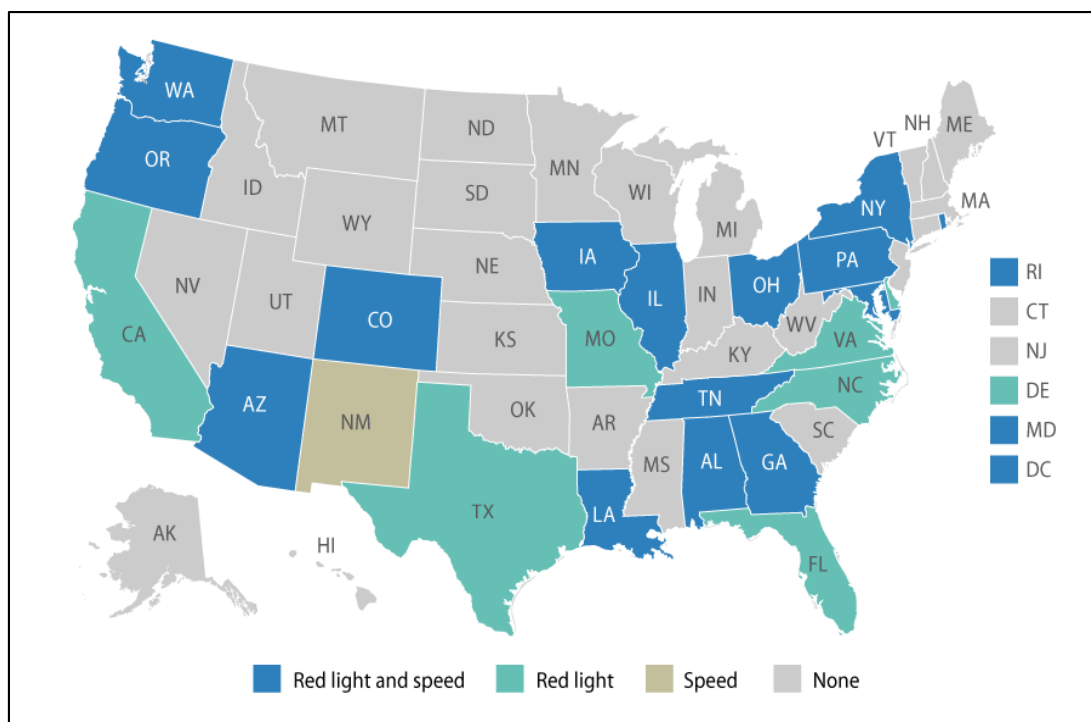 WA
MT
ND
MN
VT
NH
ME
OR
ID
SD
WI
MI
NY
MA
WY
NE
IA
IL
IN
OH
PA
RI
NV
UT
CO
KS
MO
KY
WV
VA
CT
CA
NJ
DE
AZ
NM
OK
AR
TN
NC
MD
TX
LA
MS
AL
GA
SC
DC
AK
HI
FL
Red light and speed
Red light
Speed
None